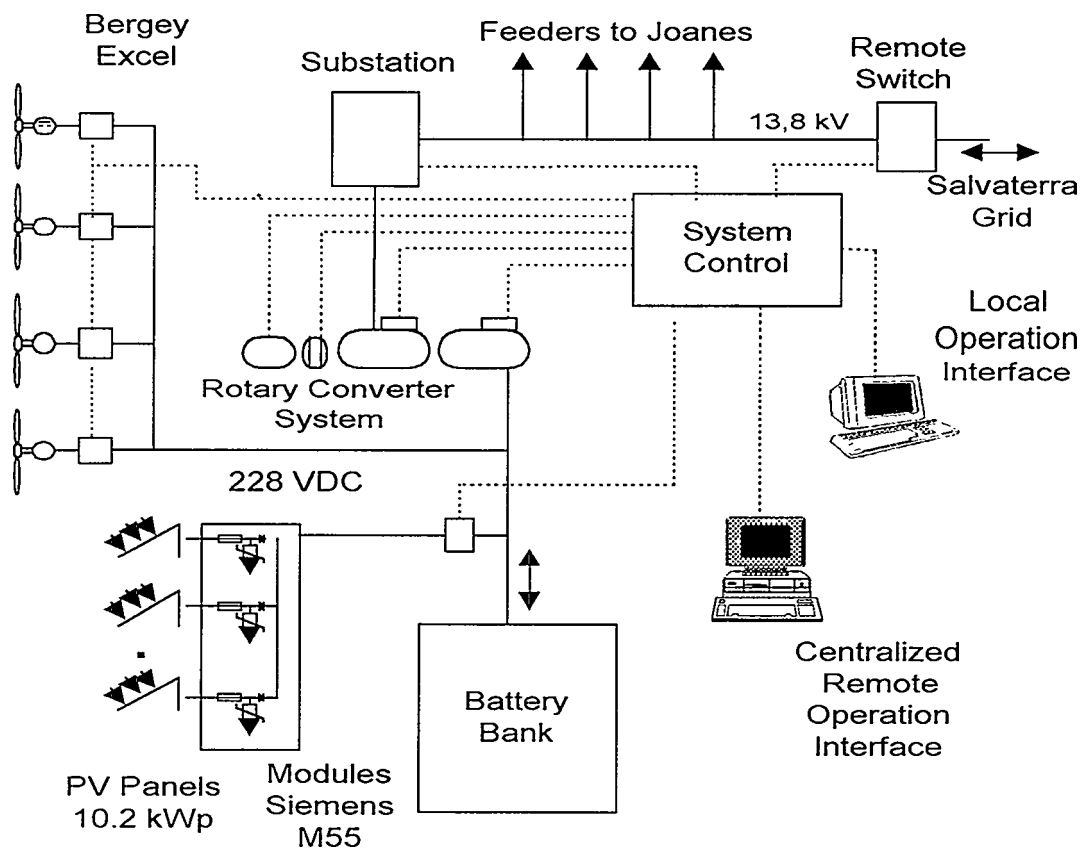 Bergey
Excel
Substation
Feeders to Joanes
Remote
Switch
13,8 kV
Salvaterra
Grid
System
Control
Local
Operation
Interface
Rotary Converter
System
228 VDC
Battery
Bank
Centralized
Remote
Operation
Interface
PV Panels
10.2 kWp
Modules
Siemens
M55